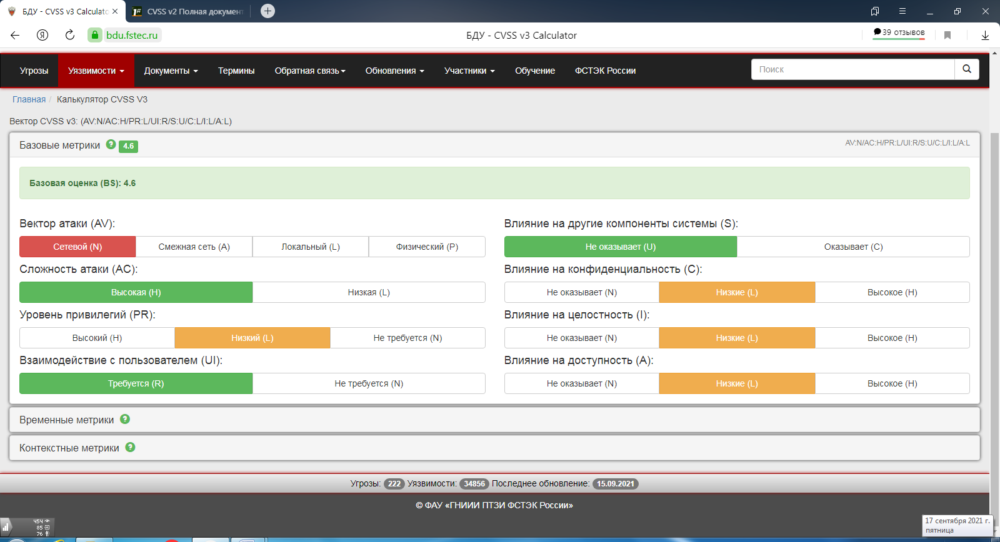 БДУ - CVSS v3 Calculato
CVSS v2 Полная документ
bdu.fstec.ru
БДУ - CVSS v3 Calculator
39 отзывов
Угрозы Уязвимости Документы Термины Обратная связь Обновления Участники Обучение ФСТЭК России
Поиск
Главная / Калькулятор CVSS V3
Вектор CVSS v3: (AV:N/AC:H/PR:L/UI:R/S:U/C:L/I:L/A:L)
Базовые метрики ? 4.6
AV:N/AC:H/PR:L/UI:R/S:U/C:L/I:L/A:L
Базовая оценка (BS): 4.6
Вектор атаки (AV):
Сетевой (N) Смежная сеть (A) Локальный (L) Физический (P)
Сложность атаки (AC):
Высокая (H) Низкая (L)
Уровень привилегий (PR):
Высокий (H) Низкий (L) Не требуется (N)
Взаимодействие с пользователем (UI):
Требуется (R) Не требуется (N)
Влияние на другие компоненты системы (S):
Не оказывает (U) Оказывает (C)
Влияние на конфиденциальность (C):
Не оказывает (N) Низкие (L) Высокое (H)
Влияние на целостность (I):
Не оказывает (N) Низкие (L) Высокое (H)
Влияние на доступность (A):
Не оказывает (N) Низкие (L) Высокое (H)
Временные метрики ?
Контекстные метрики ?
Угрозы: 222 Уязвимости: 34856 Последнее обновление: 15.09.2021
© ФАУ «ГНИИИ ПТЗИ ФСТЭК России»
454
85
76
17 сентября 2021 г.
пятница